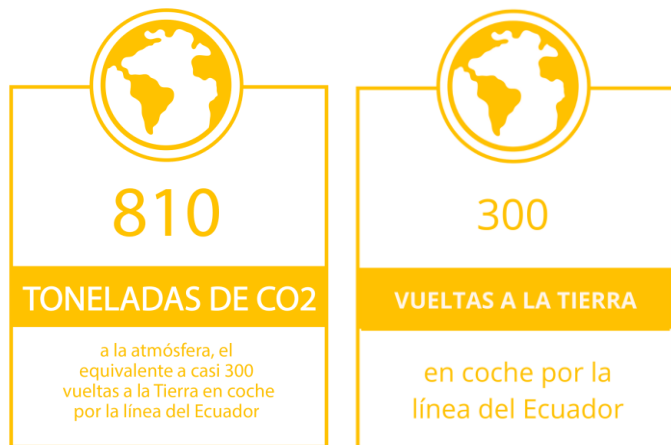 810
TONELADAS DE CO2
a la atmósfera, el
equivalente a casi 300
vueltas a la Tierra en coche
por la línea del Ecuador
300
VUELTAS A LA TIERRA
en coche por la
línea del Ecuador